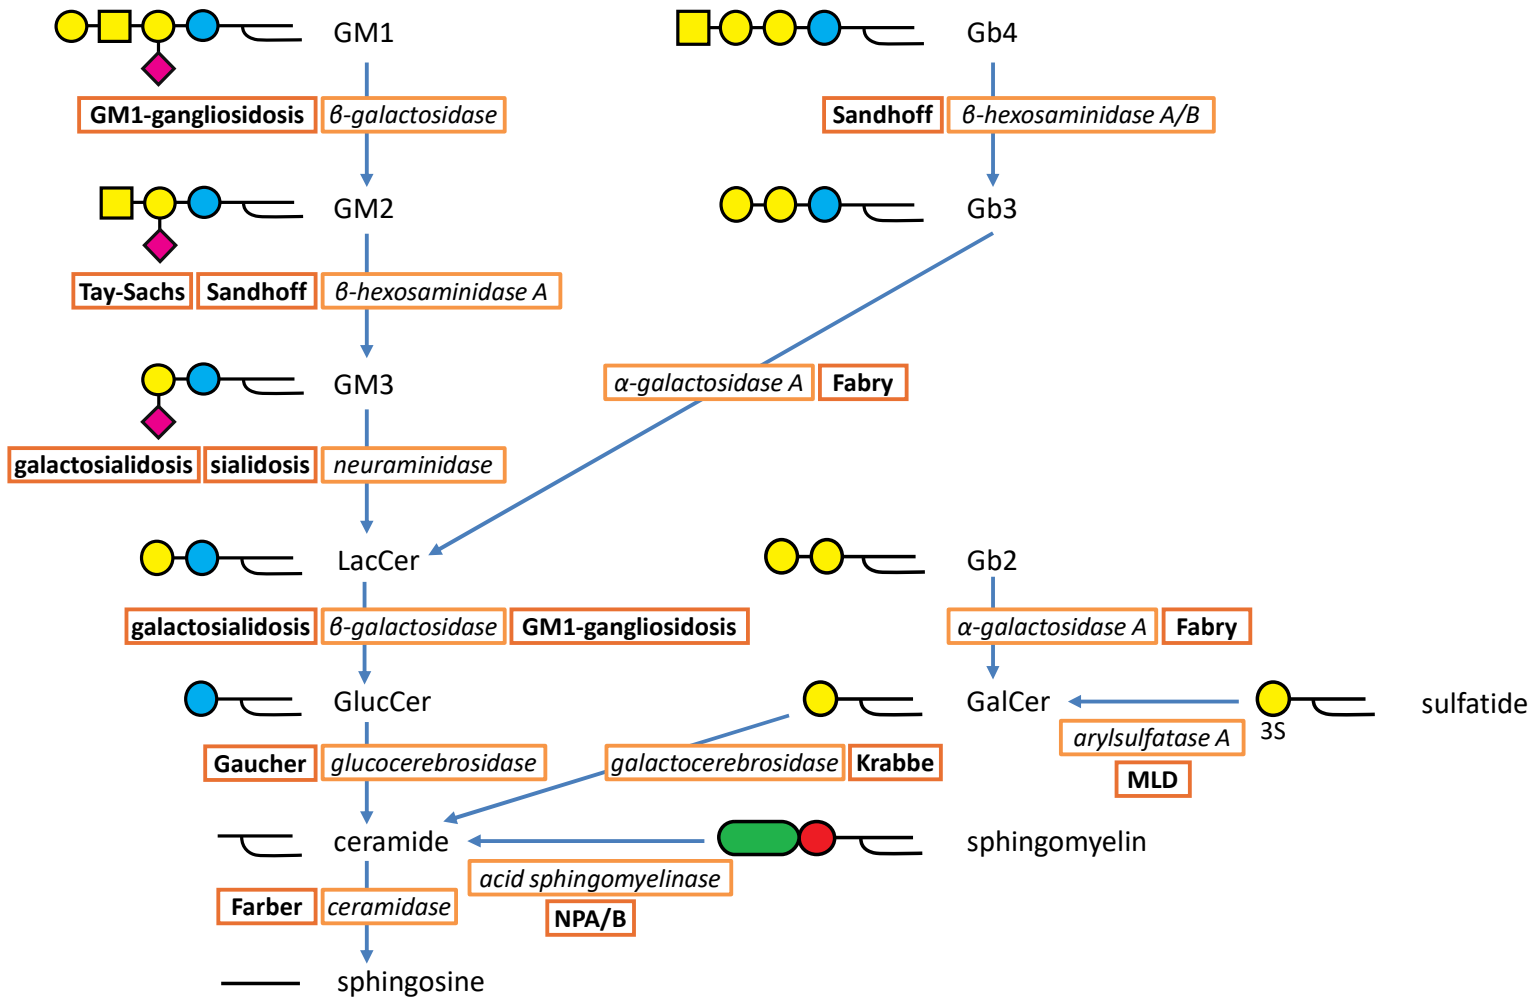 GM1
Gb4
GM1-gangliosidosis β-galactosidase
Sandhoff β-hexosaminidase A/B
GM2
Gb3
Tay-Sachs Sandhoff β-hexosaminidase A
GM3
α-galactosidase A Fabry
galactosialidosis sialidosis neuraminidase
LacCer
Gb2
galactosialidosis β-galactosidase GM1-gangliosidosis
α-galactosidase A Fabry
GlucCer
GalCer
sulfatide
3S
arylsulfatase A
MLD
Gaucher glucocerebrosidase
galactocerebrosidase Krabbe
ceramide
sphingomyelin
acid sphingomyelinase
NPA/B
Farber ceramidase
sphingosine